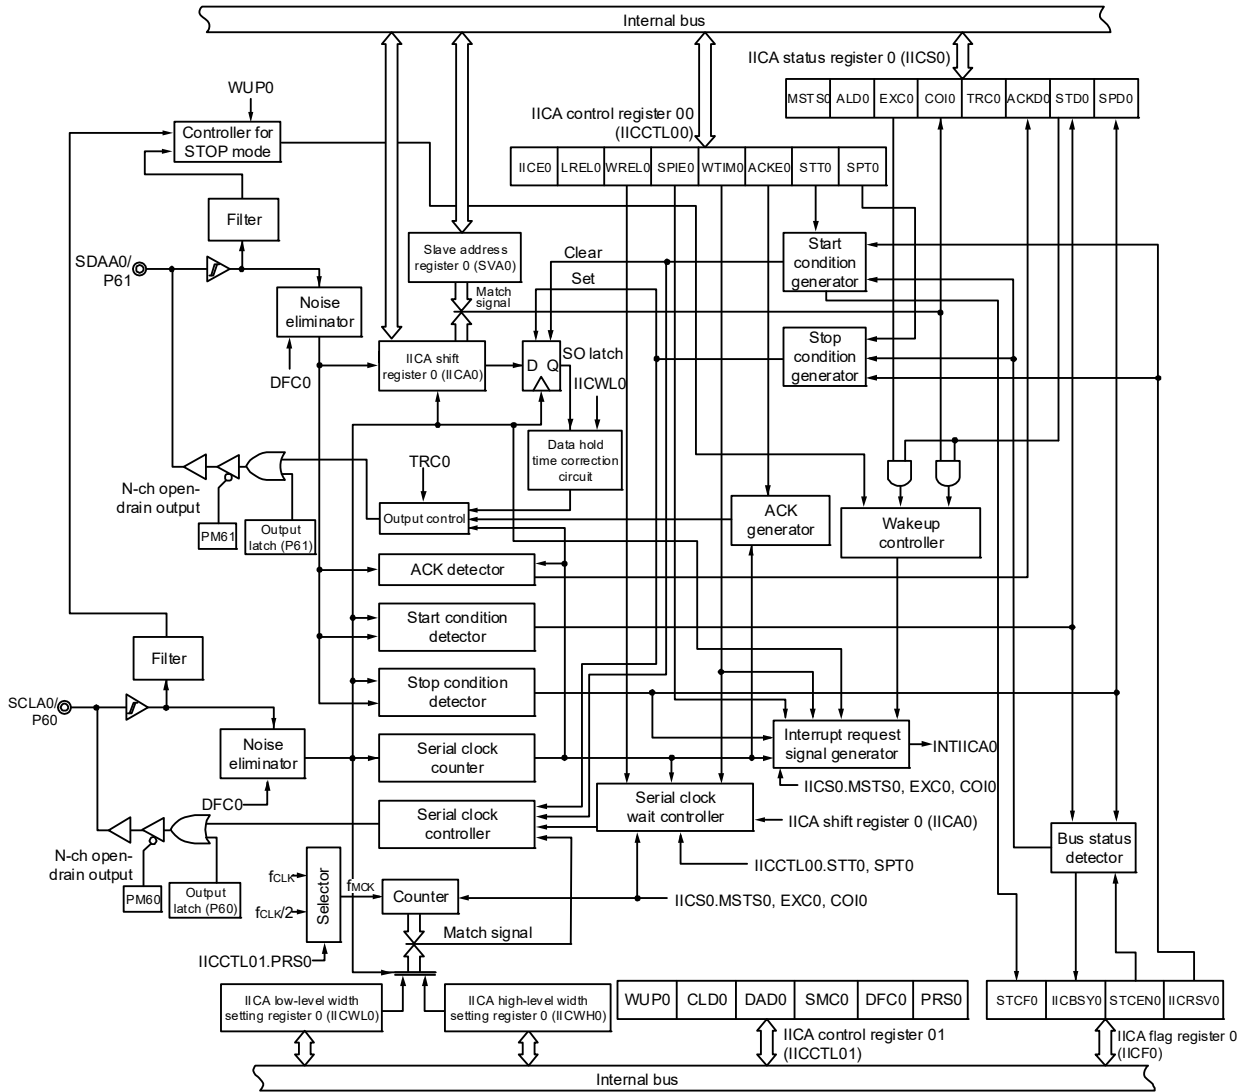 Internal bus
IICA status register 0 (IICS0)
MSTS0 ALD0 EXC0 COI0 TRC0 ACKD0 STD0 SPD0
WUP0
Controller for
STOP mode
IICA control register 00
(IICCTL00)
IICE0 LREL0 WREL0 SPIE0 WTIM0 ACKE0 STT0 SPT0
Filter
SDAA0/
P61
Slave address
register 0 (SVA0)
Clear
Set
Match
signal
Start
condition
generator
Noise
eliminator
DFC0
IICA shift
register 0 (IICA0)
D Q
SO latch
IICWL0
Stop
condition
generator
Data hold
time correction
circuit
TRC0
N-ch open-
drain output
PM61
Output
latch (P61)
Output control
ACK
generator
Wakeup
controller
ACK detector
Start condition
detector
Filter
Stop condition
detector
SCLA0/
P60
Noise
eliminator
DFC0
Serial clock
counter
Interrupt request
signal generator
INTIICA0
IICS0.MSTS0, EXC0, COI0
Serial clock
controller
Serial clock
wait controller
IICA shift register 0 (IICA0)
Bus status
detector
N-ch open-
drain output
PM60
Output
latch (P60)
IICCTL00.STT0, SPT0
fCLK
fCLK/2
Selector
fMCK
Counter
IICS0.MSTS0, EXC0, COI0
Match signal
IICCTL01.PRS0
IICA low-level width
setting register 0 (IICWL0)
IICA high-level width
setting register 0 (IICWH0)
WUP0 CLD0 DAD0 SMC0 DFC0 PRS0
STCF0 IICBSY0 STCEN0 IICRSV0
IICA control register 01
(IICCTL01)
IICA flag register 0
(IICF0)
Internal bus